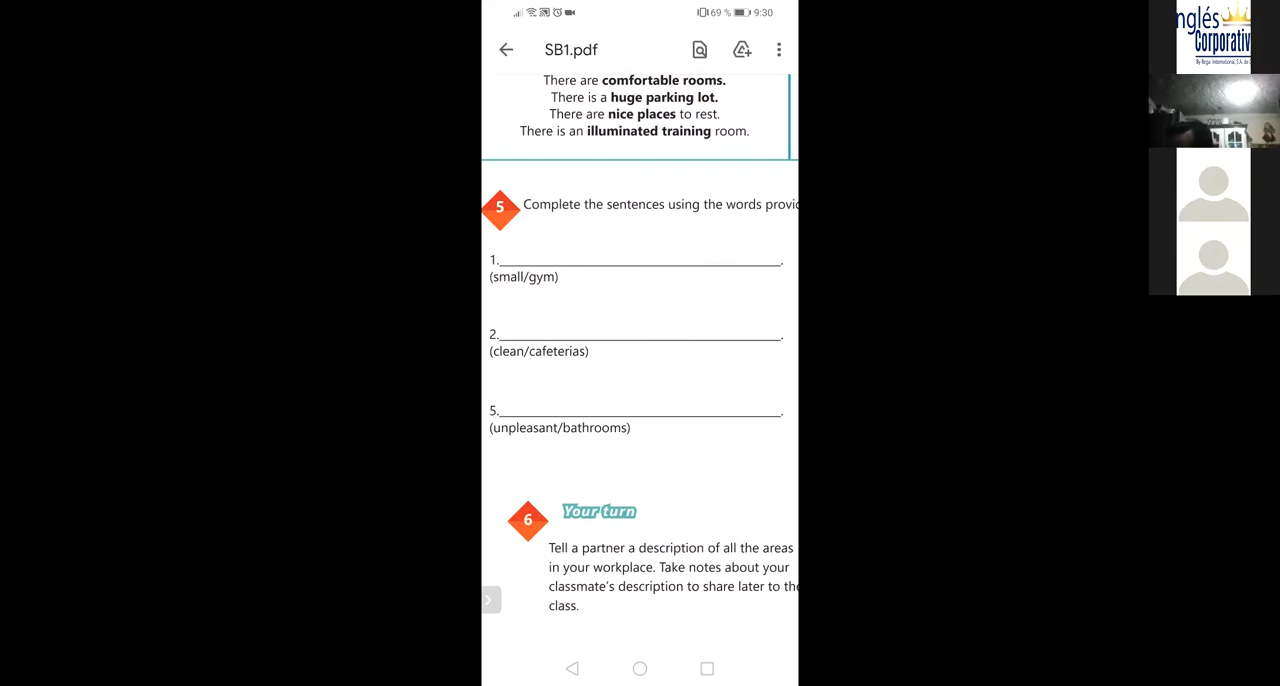 69 % 9:30
SB1.pdf
There are comfortable rooms.
There is a huge parking lot.
There are nice places to rest.
There is an illuminated training room.
5 Complete the sentences using the words provi
1.______________________________.
(small/gym)
2.______________________________.
(clean/cafeterias)
5.______________________________.
(unpleasant/bathrooms)
6 Your turn
Tell a partner a description of all the areas
in your workplace. Take notes about your
classmate's description to share later to the
class.
nglés
Corporativ